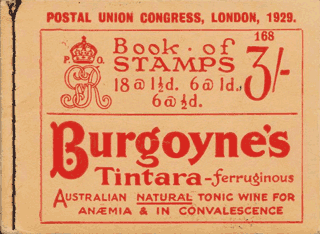 POSTAL UNION CONGRESS, LONDON, 1929.
168
P. O.
GR
Book · of
STAMPS
3/-
18 @ 1½d. 6 @ 1d.,
6 @ ½d.
Burgoyne's
Tintara-ferruginous
AUSTRALIAN NATURAL TONIC WINE FOR
ANÆMIA & IN CONVALESCENCE